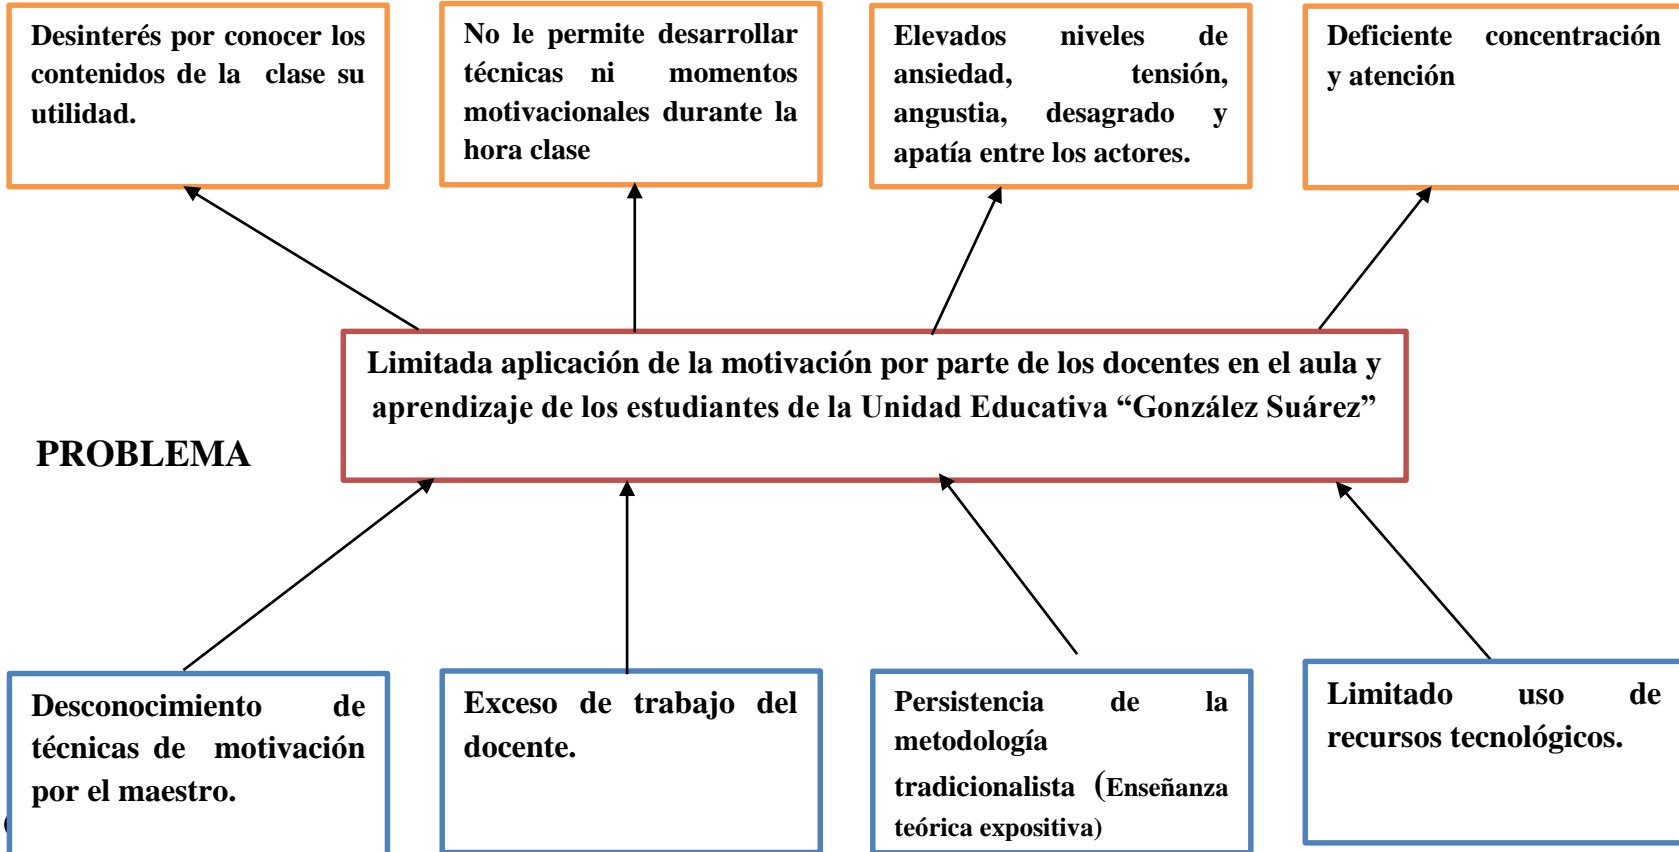 Desinterés por conocer los
contenidos de la clase su
utilidad.
No le permite desarrollar
técnicas ni momentos
motivacionales durante la
hora clase
Elevados niveles de
ansiedad, tensión,
angustia, desagrado y
apatía entre los actores.
Deficiente concentración
y atención
Limitada aplicación de la motivación por parte de los docentes en el aula y
aprendizaje de los estudiantes de la Unidad Educativa “González Suárez”
PROBLEMA
Desconocimiento de
técnicas de motivación
por el maestro.
Exceso de trabajo del
docente.
Persistencia de la
metodología
tradicionalista (Enseñanza
teórica expositiva)
Limitado uso de
recursos tecnológicos.